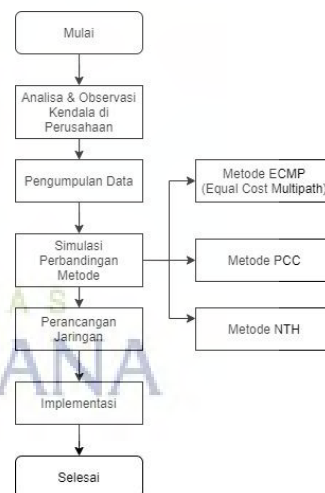 Mulai
Analisa & Observasi
Kendala di
Perusahaan
Pengumpulan Data
Simulasi
Perbandingan
Metode
Metode ECMP
(Equal Cost Multipath)
Metode PCC
Metode NTH
A S
Perancangan
Jaringan
ANA
Implementasi
Selesai